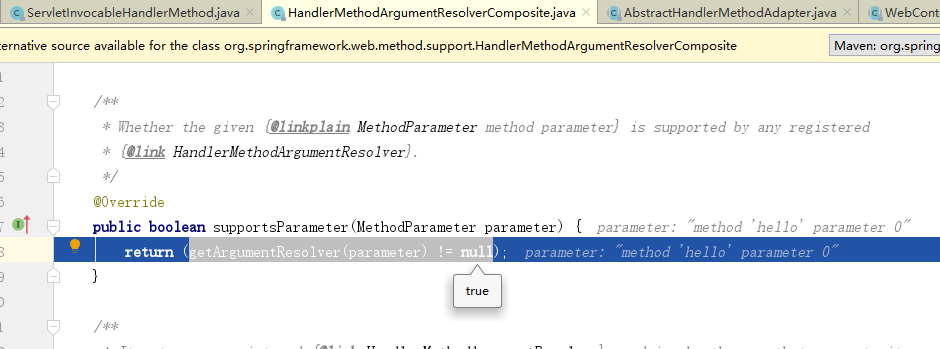 ServletInvocableHandlerMethod.java × HandlerMethodArgumentResolverComposite.java × AbstractHandlerMethodAdapter.java × WebCont
ernative source available for the class org.springframework.web.method.support.HandlerMethodArgumentResolverComposite Maven: org.spring
1
2 /**
3 * Whether the given {@linkplain MethodParameter method parameter} is supported by any registered
4 * {@link HandlerMethodArgumentResolver}.
5 */
6 @Override
7 public boolean supportsParameter(MethodParameter parameter) { parameter: "method 'hello' parameter 0"
8 return (getArgumentResolver(parameter) != null); parameter: "method 'hello' parameter 0"
9 }
true
0
1 /**